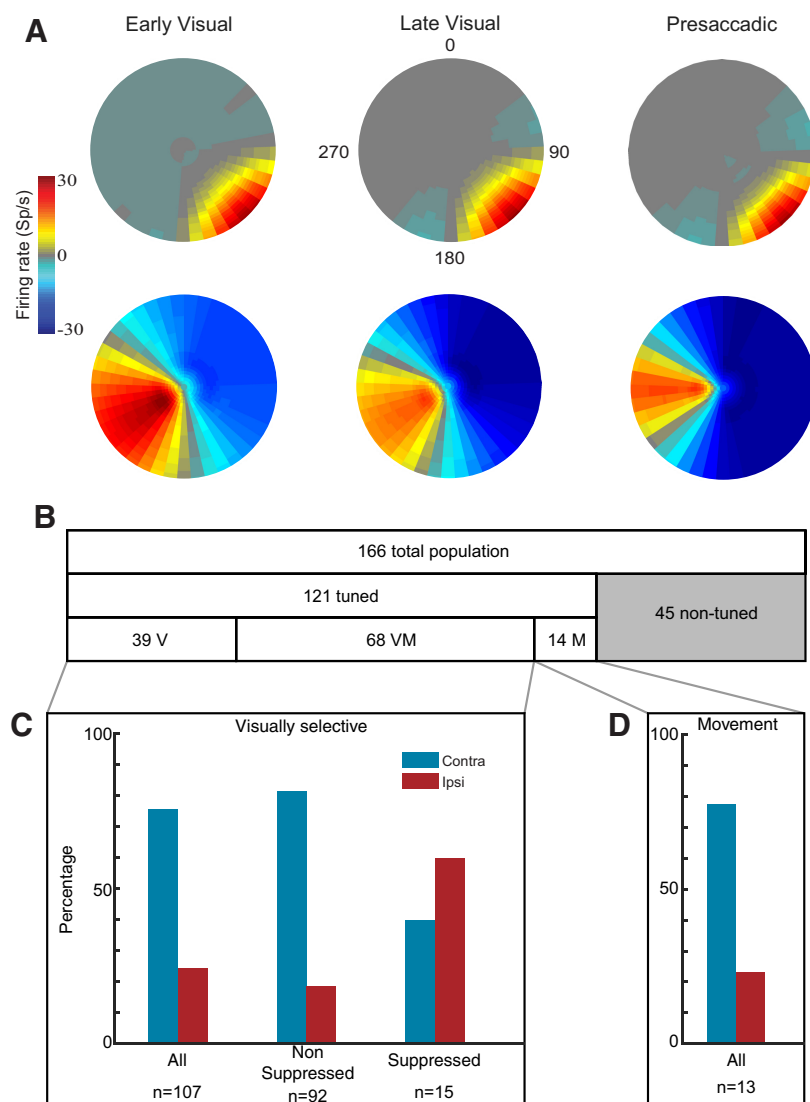 A
Early Visual
Late Visual
Presaccadic
0
270
90
180
Firing rate (Sp/s)
30
0
-30
B
166 total population
121 tuned
45 non-tuned
39 V
68 VM
14 M
C
Visually selective
100
50
0
Percentage
Contra
Ipsi
All
n=107
Non
Suppressed
n=92
Suppressed
n=15
D
Movement
100
50
0
All
n=13